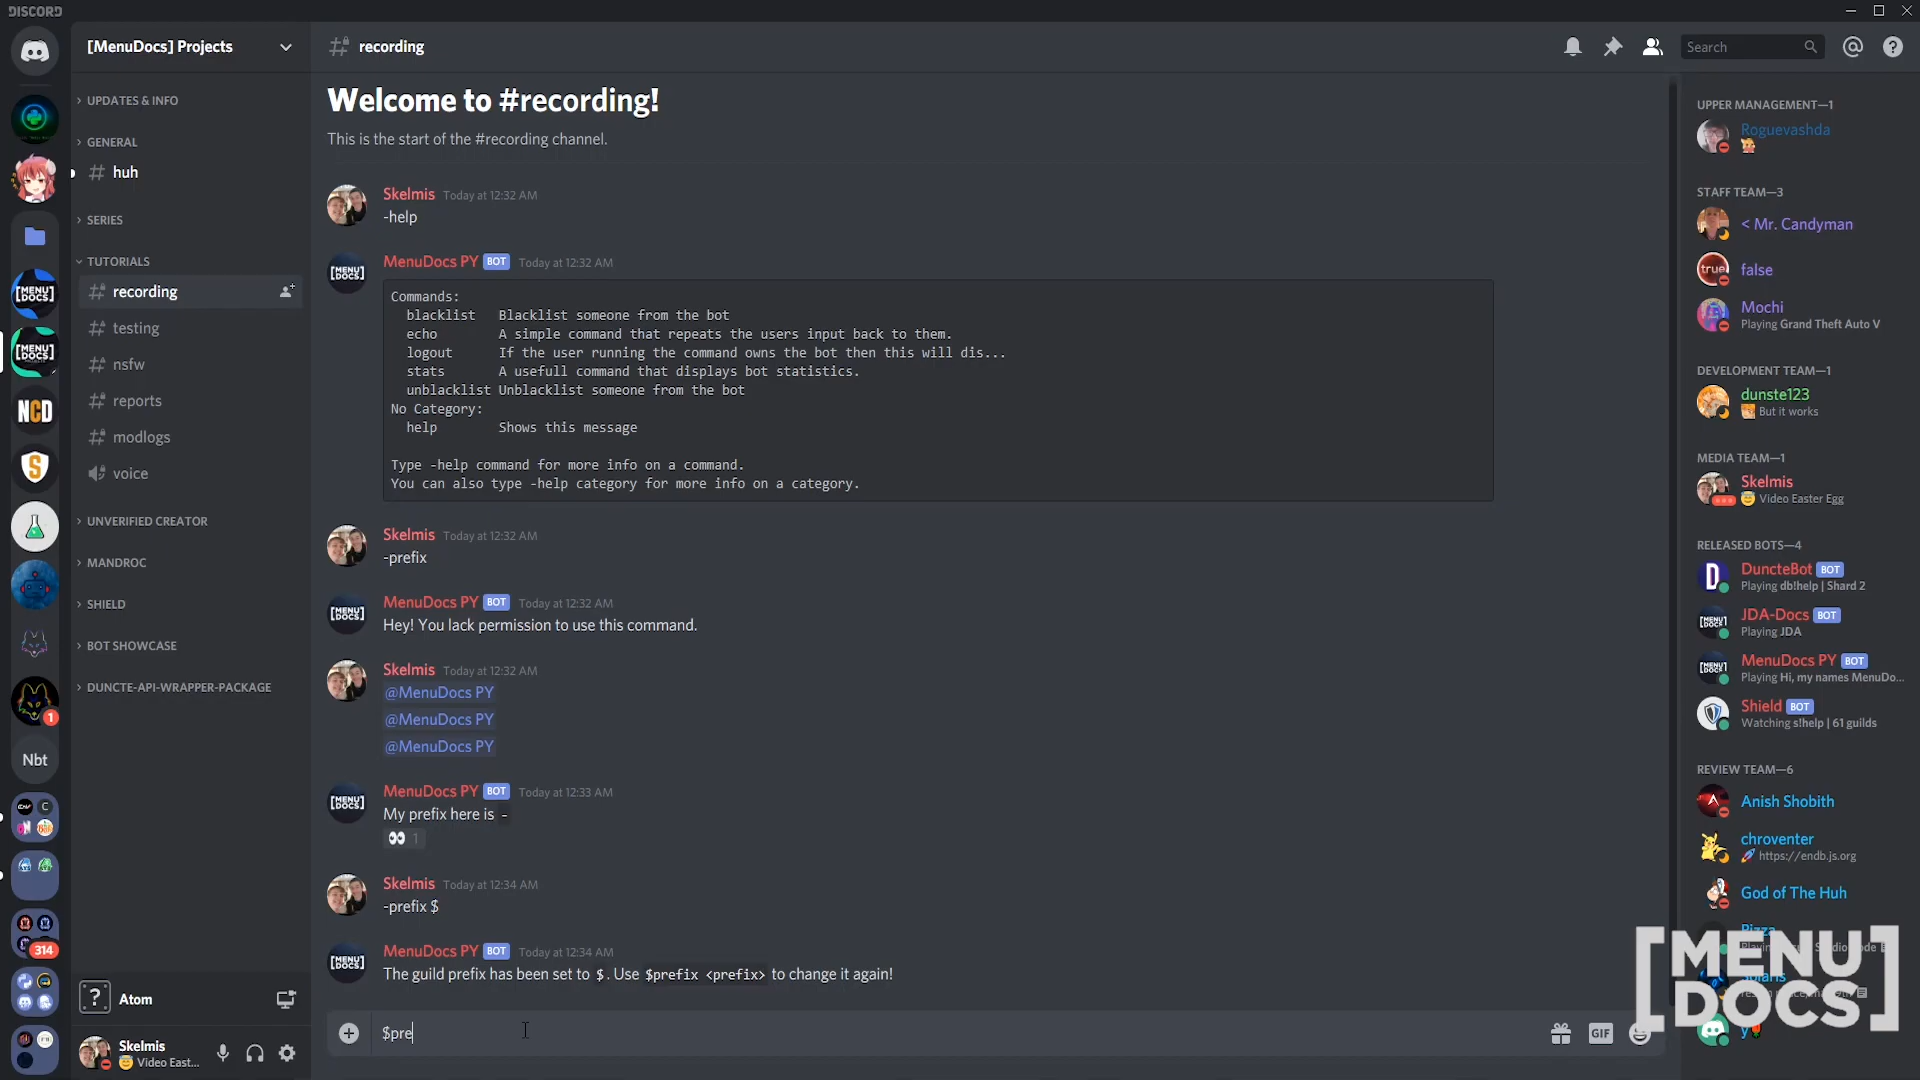 DISCORD
[MenuDocs] Projects
recording
Search
UPDATES & INFO
GENERAL
huh
SERIES
TUTORIALS
recording
testing
nsfw
reports
modlogs
voice
UNVERIFIED CREATOR
MANDROC
SHIELD
BOT SHOWCASE
DUNCTE-API-WRAPPER-PACKAGE
[MENU]
DOCS
[MENU]
DOCS
NCD
S
1
Nbt
C
314
Atom
Skelmis
Video East...
Welcome to #recording!
This is the start of the #recording channel.
Skelmis Today at 12:32 AM
-help
MenuDocs PY BOT Today at 12:32 AM
Commands:
blacklist Blacklist someone from the bot
echo A simple command that repeats the users input back to them.
logout If the user running the command owns the bot then this will dis...
stats A usefull command that displays bot statistics.
unblacklist Unblacklist someone from the bot
No Category:
help Shows this message
Type -help command for more info on a command.
You can also type -help category for more info on a category.
Skelmis Today at 12:32 AM
-prefix
MenuDocs PY BOT Today at 12:32 AM
Hey! You lack permission to use this command.
Skelmis Today at 12:32 AM
@MenuDocs PY
@MenuDocs PY
@MenuDocs PY
MenuDocs PY BOT Today at 12:33 AM
My prefix here is -
1
Skelmis Today at 12:34 AM
-prefix $
MenuDocs PY BOT Today at 12:34 AM
The guild prefix has been set to $. Use $prefix <prefix> to change it again!
$pre
GIF
UPPER MANAGEMENT—1
Roguevashda
STAFF TEAM—3
< Mr. Candyman
true
false
Mochi
Playing Grand Theft Auto V
DEVELOPMENT TEAM—1
dunste123
But it works
MEDIA TEAM—1
Skelmis
Video Easter Egg
RELEASED BOTS—4
DuncteBot BOT
Playing db!help | Shard 2
JDA-Docs BOT
Playing JDA
MenuDocs PY BOT
Playing Hi, my names MenuDo...
Shield BOT
Watching s!help | 61 guilds
REVIEW TEAM—6
Anish Shobith
chroventer
https://endb.js.org
God of The Huh
Pizza
[MENU]
DOCS